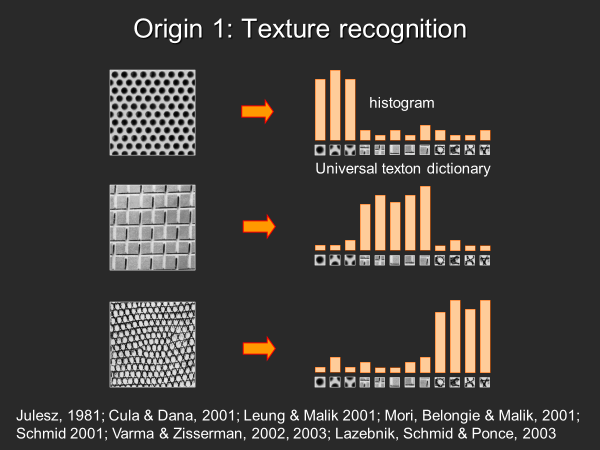 Origin 1: Texture recognition
histogram
Universal texton dictionary
Julesz, 1981; Cula & Dana, 2001; Leung & Malik 2001; Mori, Belongie & Malik, 2001;
Schmid 2001; Varma & Zisserman, 2002, 2003; Lazebnik, Schmid & Ponce, 2003